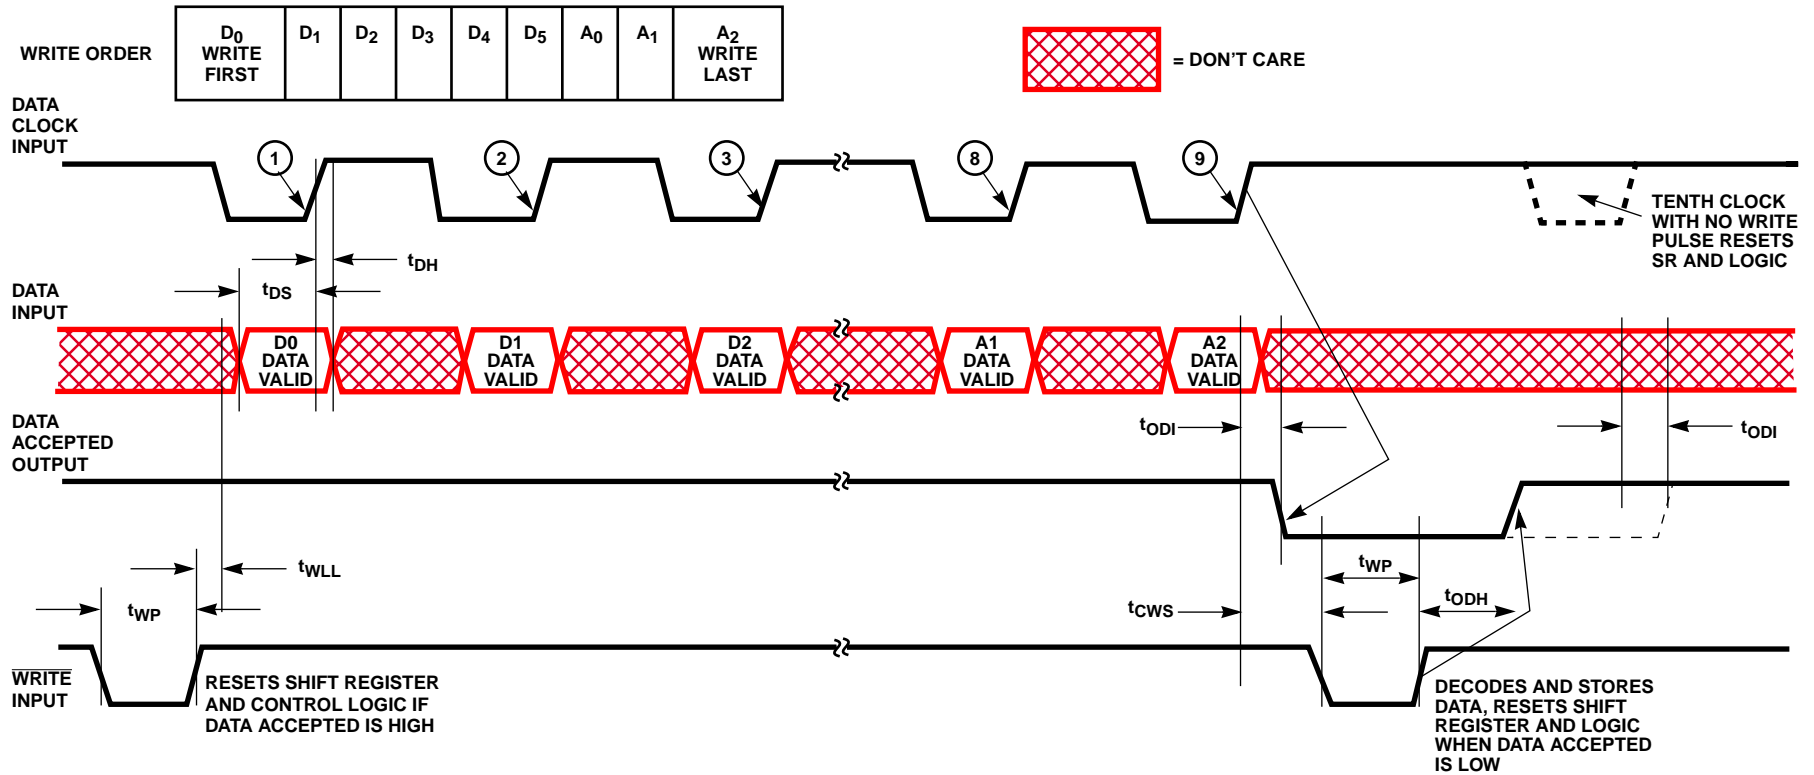 WRITE ORDER
D0
WRITE
FIRST
D1
D2
D3
D4
D5
A0
A1
A2
WRITE
LAST
= DON'T CARE
DATA
CLOCK
INPUT
1
2
3
8
9
TENTH CLOCK
WITH NO WRITE
PULSE RESETS
SR AND LOGIC
tDH
tDS
DATA
INPUT
D0
DATA
VALID
D1
DATA
VALID
D2
DATA
VALID
A1
DATA
VALID
A2
DATA
VALID
DATA
ACCEPTED
OUTPUT
tODI
tODI
tWLL
tWP
tWP
tCWS
tODH
WRITE
INPUT
RESETS SHIFT REGISTER
AND CONTROL LOGIC IF
DATA ACCEPTED IS HIGH
DECODES AND STORES
DATA, RESETS SHIFT
REGISTER AND LOGIC
WHEN DATA ACCEPTED
IS LOW